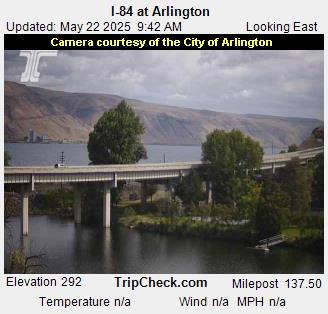 I-84 at Arlington
Updated: May 22 2025 9:42 AM Looking East
Camera courtesy of the City of Arlington
Elevation 292 TripCheck.com Milepost 137.50
Temperature n/a Wind n/a MPH n/a